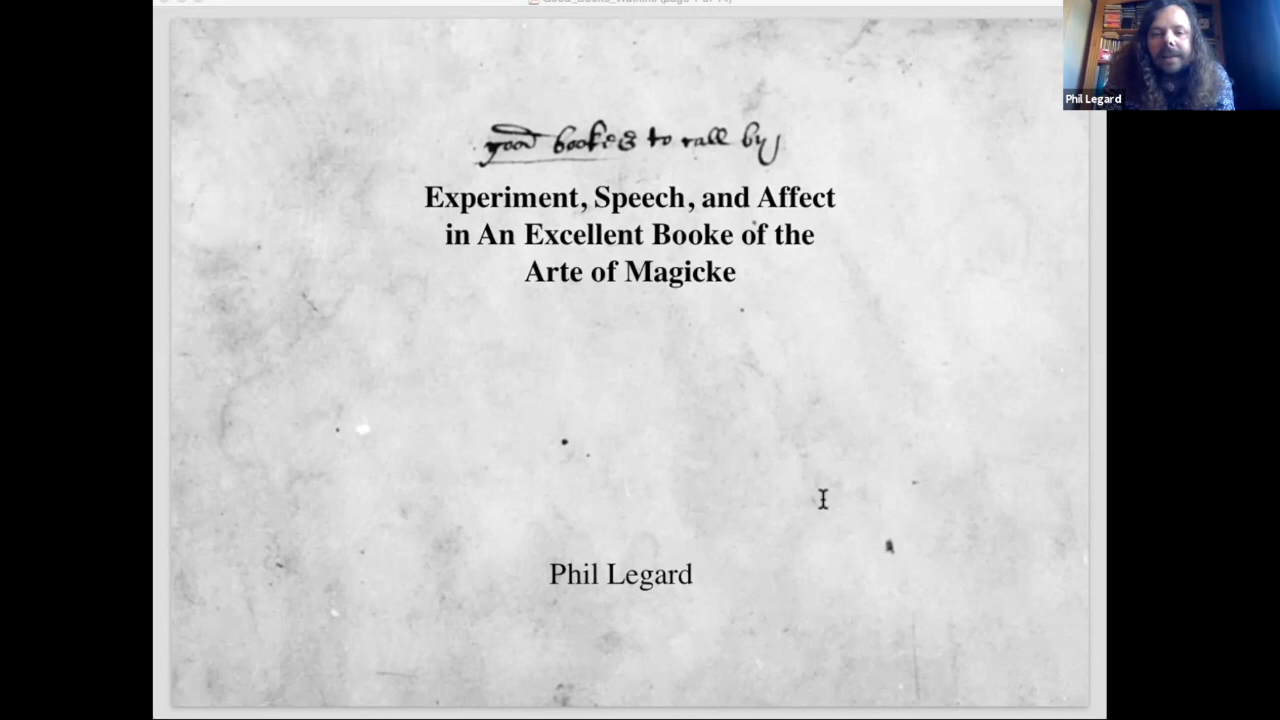 good bookes to call by
Experiment, Speech, and Affect
in An Excellent Booke of the
Arte of Magicke
Phil Legard
Phil Legard